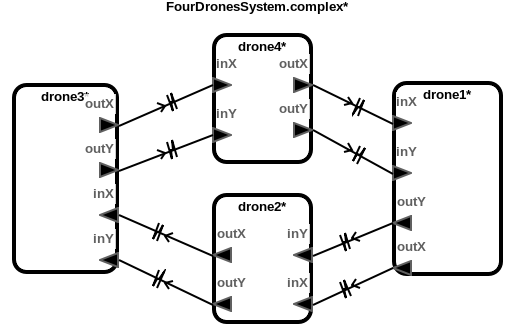 FourDronesSystem.complex*
drone4*
inX outX
inY outY
drone3*
outX
outY
inX
inY
drone1*
inX
inY
outY
outX
drone2*
outX inY
outY inX